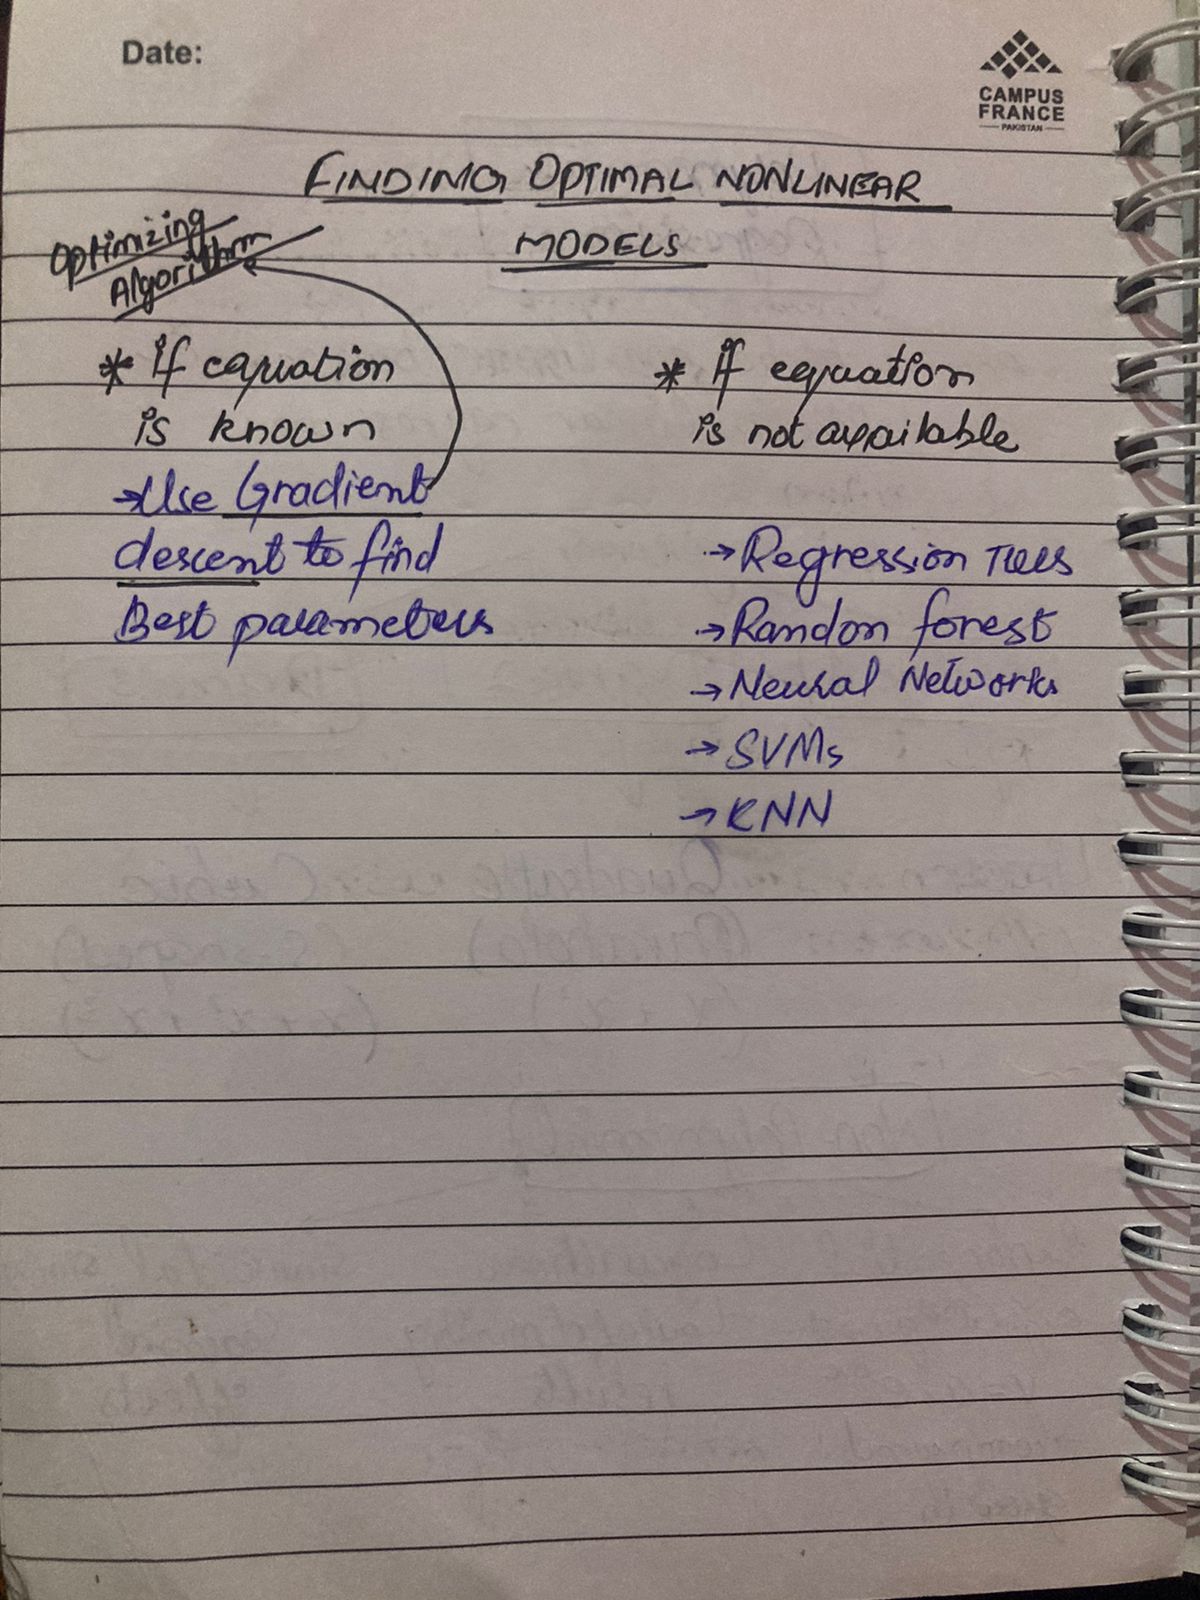 Date:
CAMPUS
FRANCE
PAKISTAN
FINDING OPTIMAL NONLINEAR
MODELS
Optimizing
Algorithm
* If equation
is known
→Use Gradient
descent to find
Best parameters
* If equation
is not available
→Regression Trees
→Random forest
→Neural Networks
→SVMs
→KNN